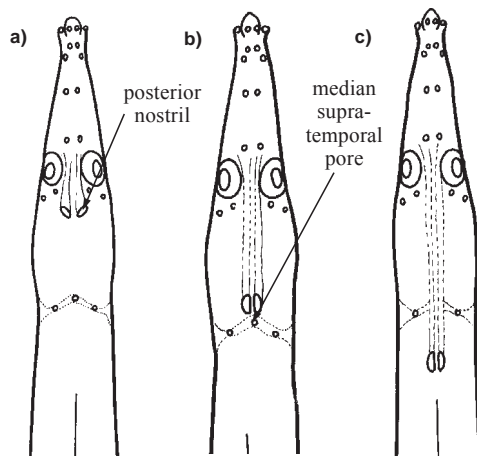 a)
b)
c)
posterior
nostril
median
supra-
temporal
pore